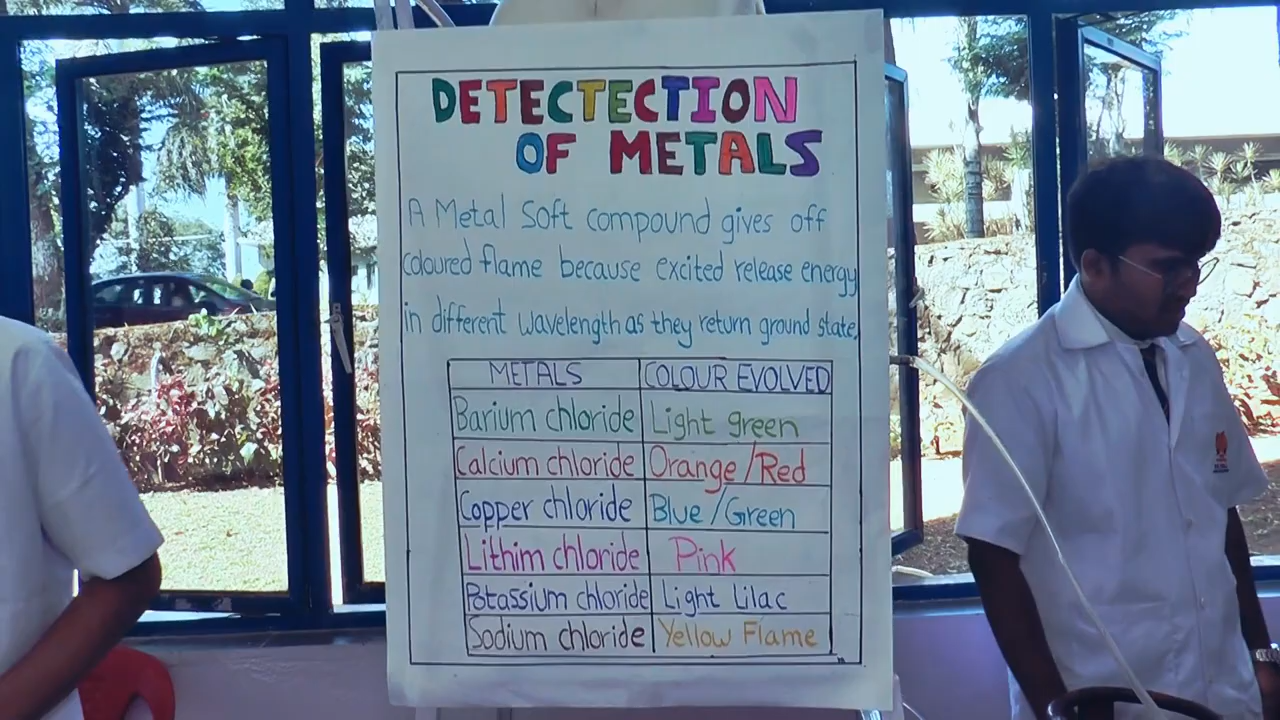 DETECTECTION
OF METALS
A Metal Soft compound gives off
coloured flame because excited release energy
in different wavelength as they return ground state.
METALS COLOUR EVOLVED
Barium chloride Light green
Calcium chloride Orange/Red
Copper chloride Blue/Green
Lithim chloride Pink
Potassium chloride Light Lilac
Sodium chloride Yellow Flame